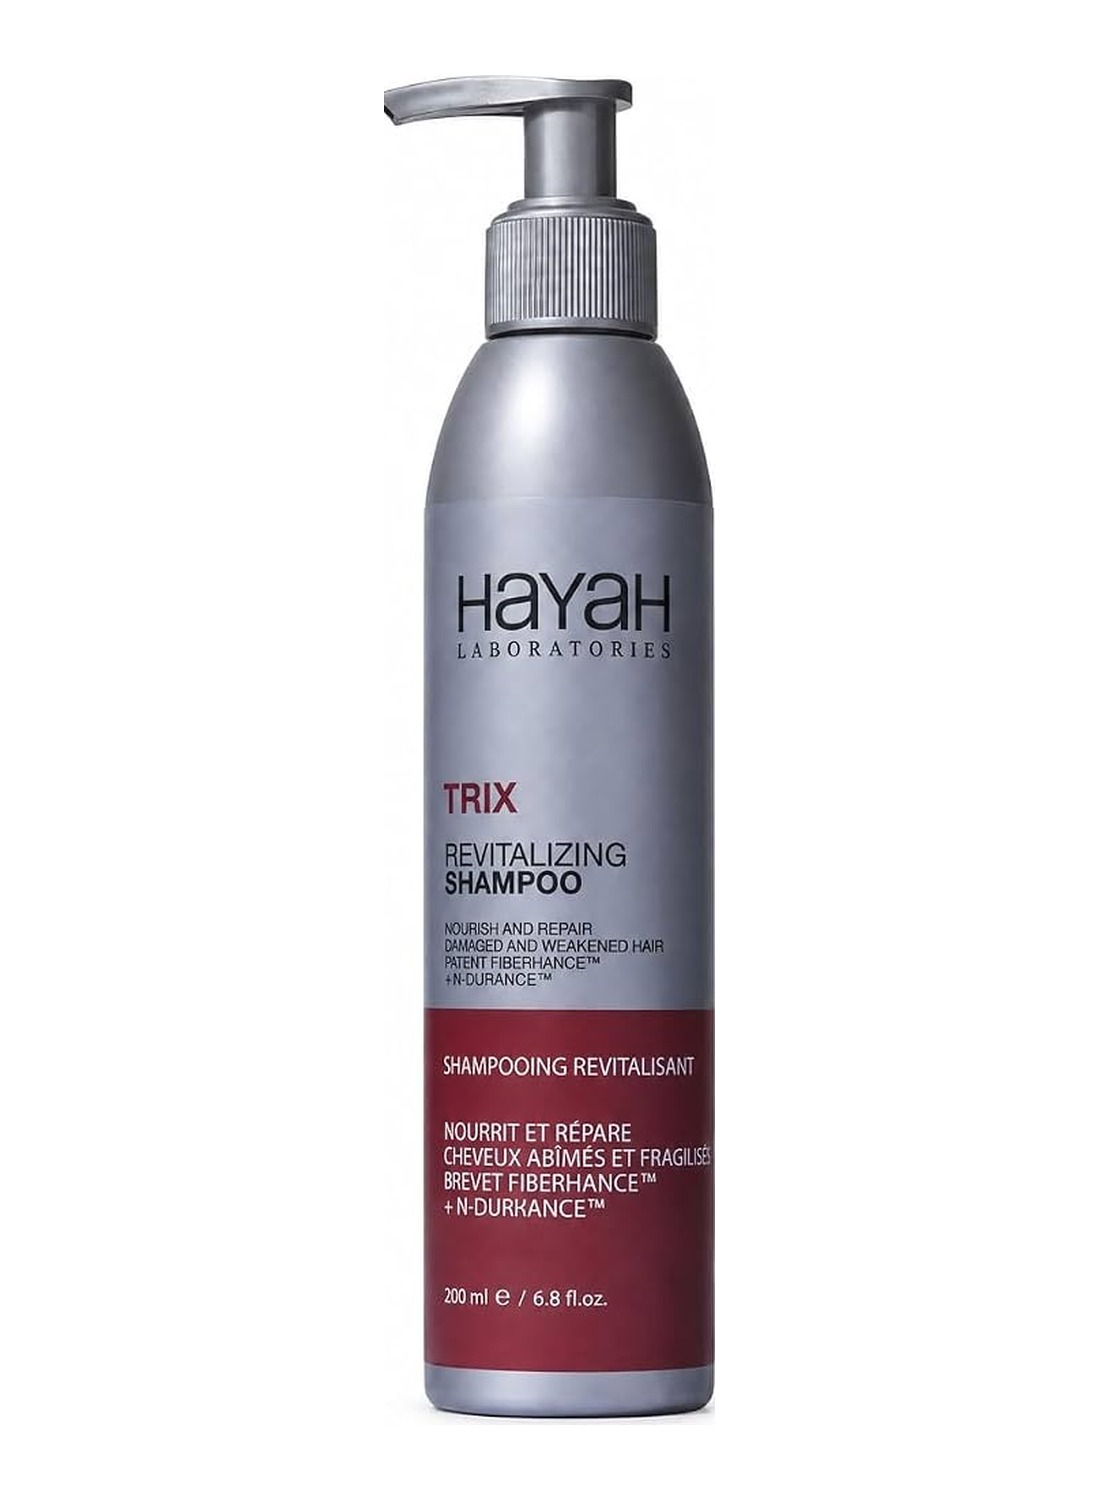 HaYaH
LABORATORIES
TRIX
REVITALIZING
SHAMPOO
NOURISH AND REPAIR
DAMAGED AND WEAKENED HAIR
PATENT FIBERHANCE™
+N-DURANCE™
SHAMPOOING REVITALISANT
NOURRIT ET RÉPARE
CHEVEUX ABÎMÉS ET FRAGILISÉS
BREVET FIBERHANCE™
+ N-DURKANCE™
200 ml ℮ / 6.8 fl.oz.